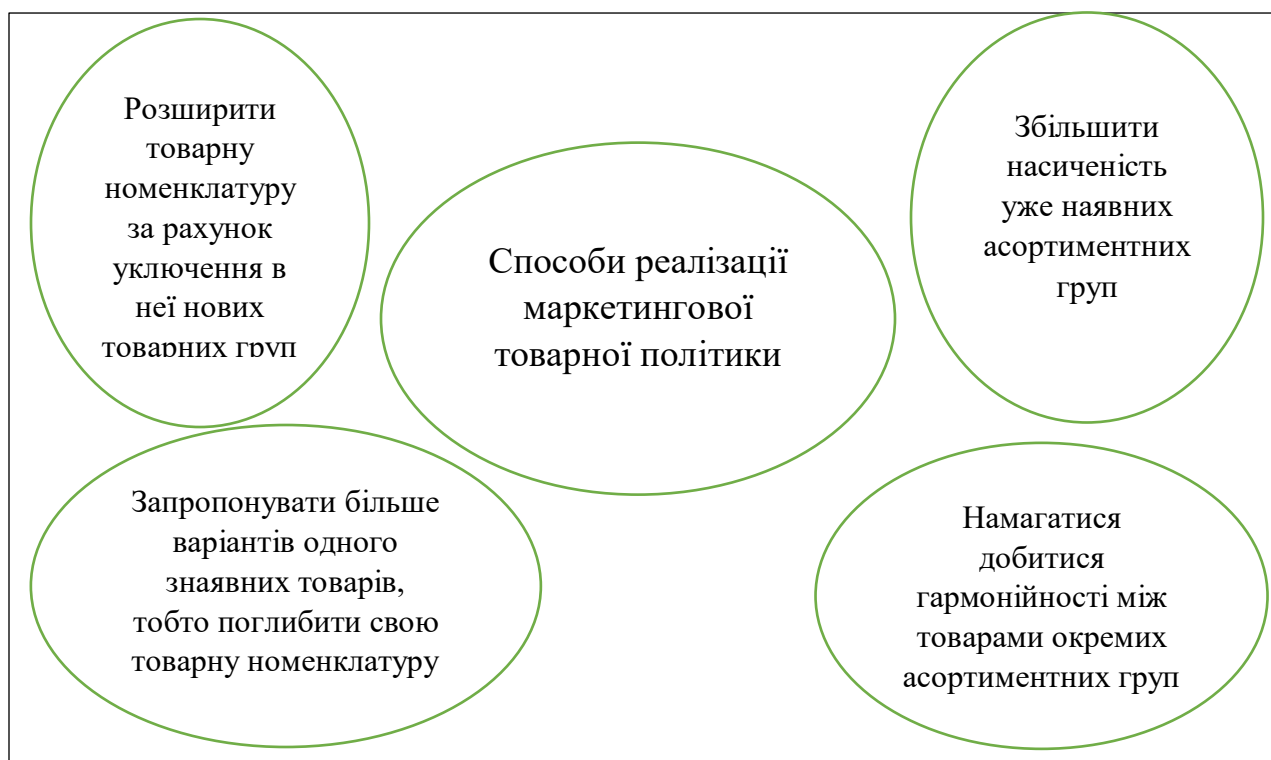 Розширити
товарну
номенклатуру
за рахунок
уключення в
неї нових
товарних груп
Способи реалізації
маркетингової
товарної політики
Збільшити
насиченість
уже наявних
асортиментних
груп
Запропонувати більше
варіантів одного
знаявних товарів,
тобто поглибити свою
товарну номенклатуру
Намагатися
добитися
гармонійності між
товарами окремих
асортиментних груп